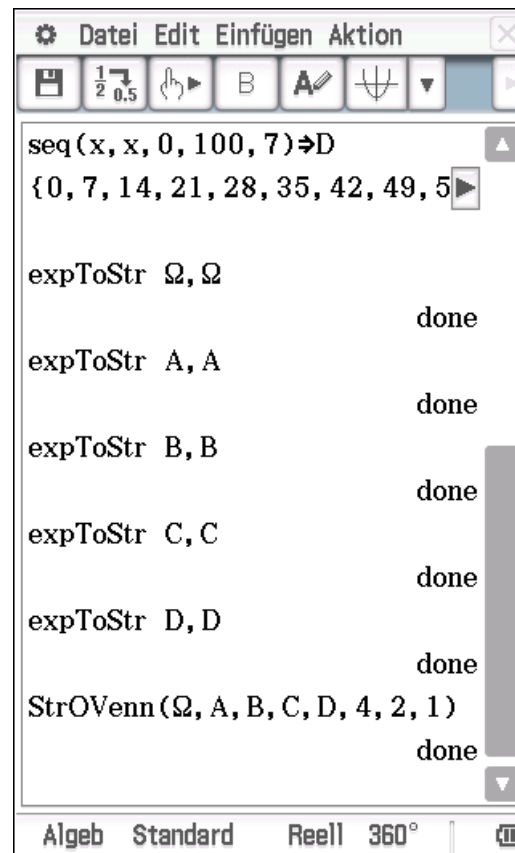 Datei Edit Einfügen Aktion
1/2 0.5 B A
seq(x,x,0,100,7)⇒D
{0,7,14,21,28,35,42,49,5
expToStr Ω,Ω
done
expToStr A,A
done
expToStr B,B
done
expToStr C,C
done
expToStr D,D
done
StrOVenn(Ω,A,B,C,D,4,2,1)
done
Algeb Standard Reell 360°